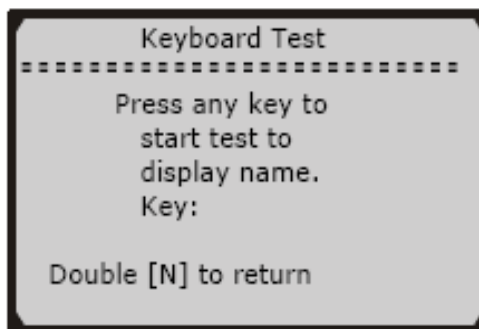 Keyboard Test
===========================
Press any key to
start test to
display name.
Key:
Double [N] to return